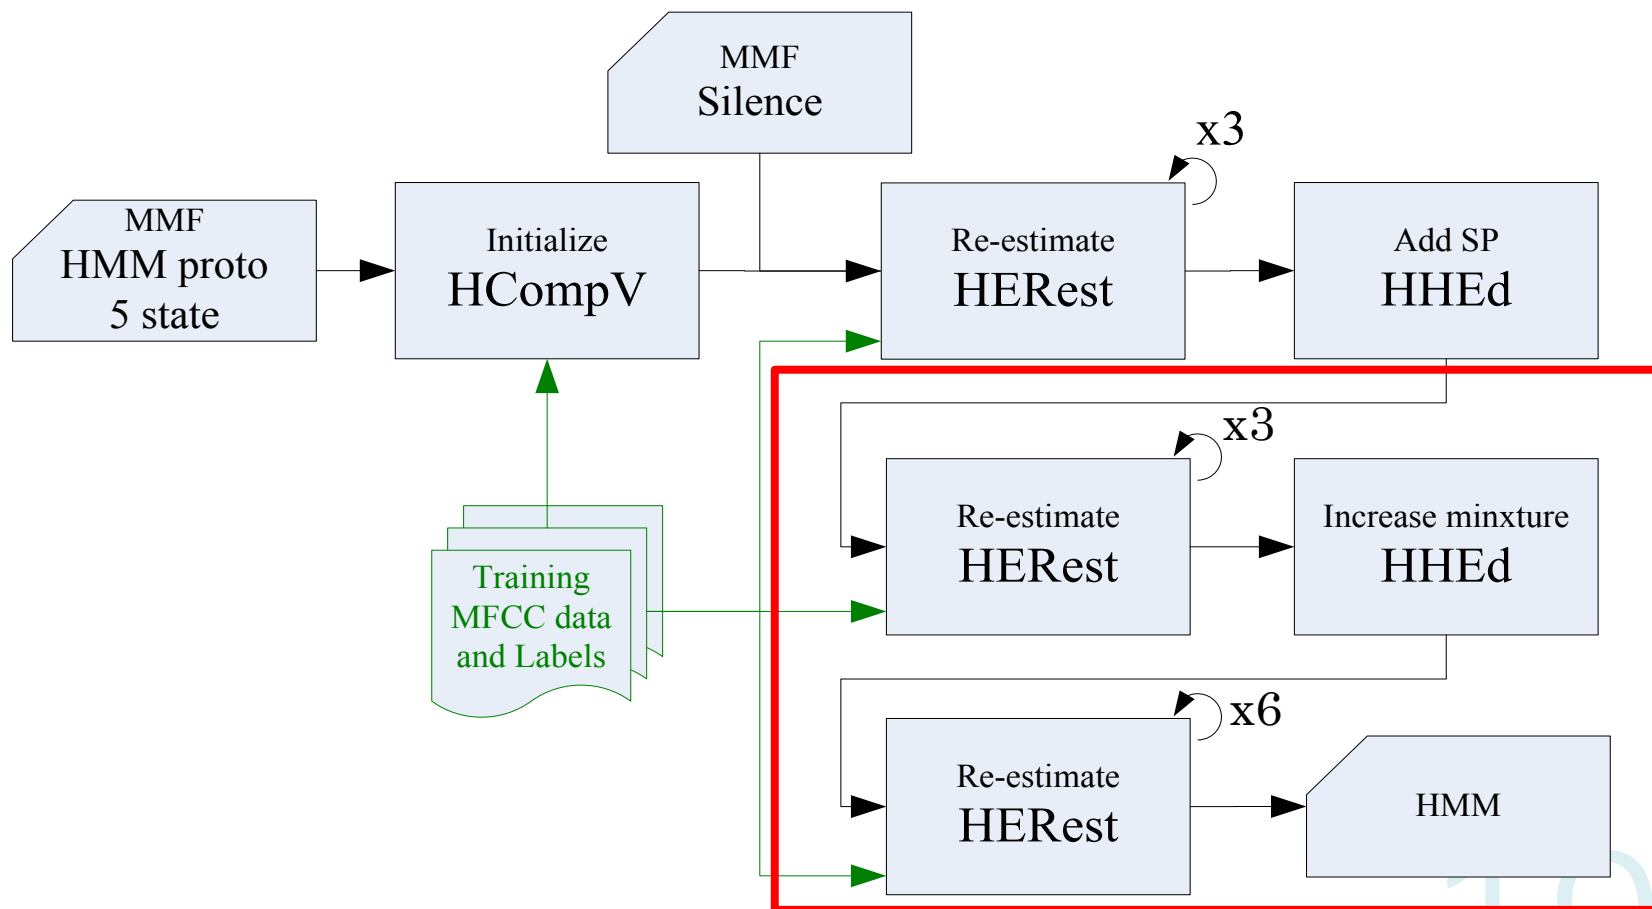 MMF
Silence
x3
MMF
HMM proto
5 state
Initialize
HCompV
Re-estimate
HERest
Add SP
HHEd
x3
Re-estimate
HERest
Increase minxture
HHEd
Training
MFCC data
and Labels
x6
Re-estimate
HERest
HMM